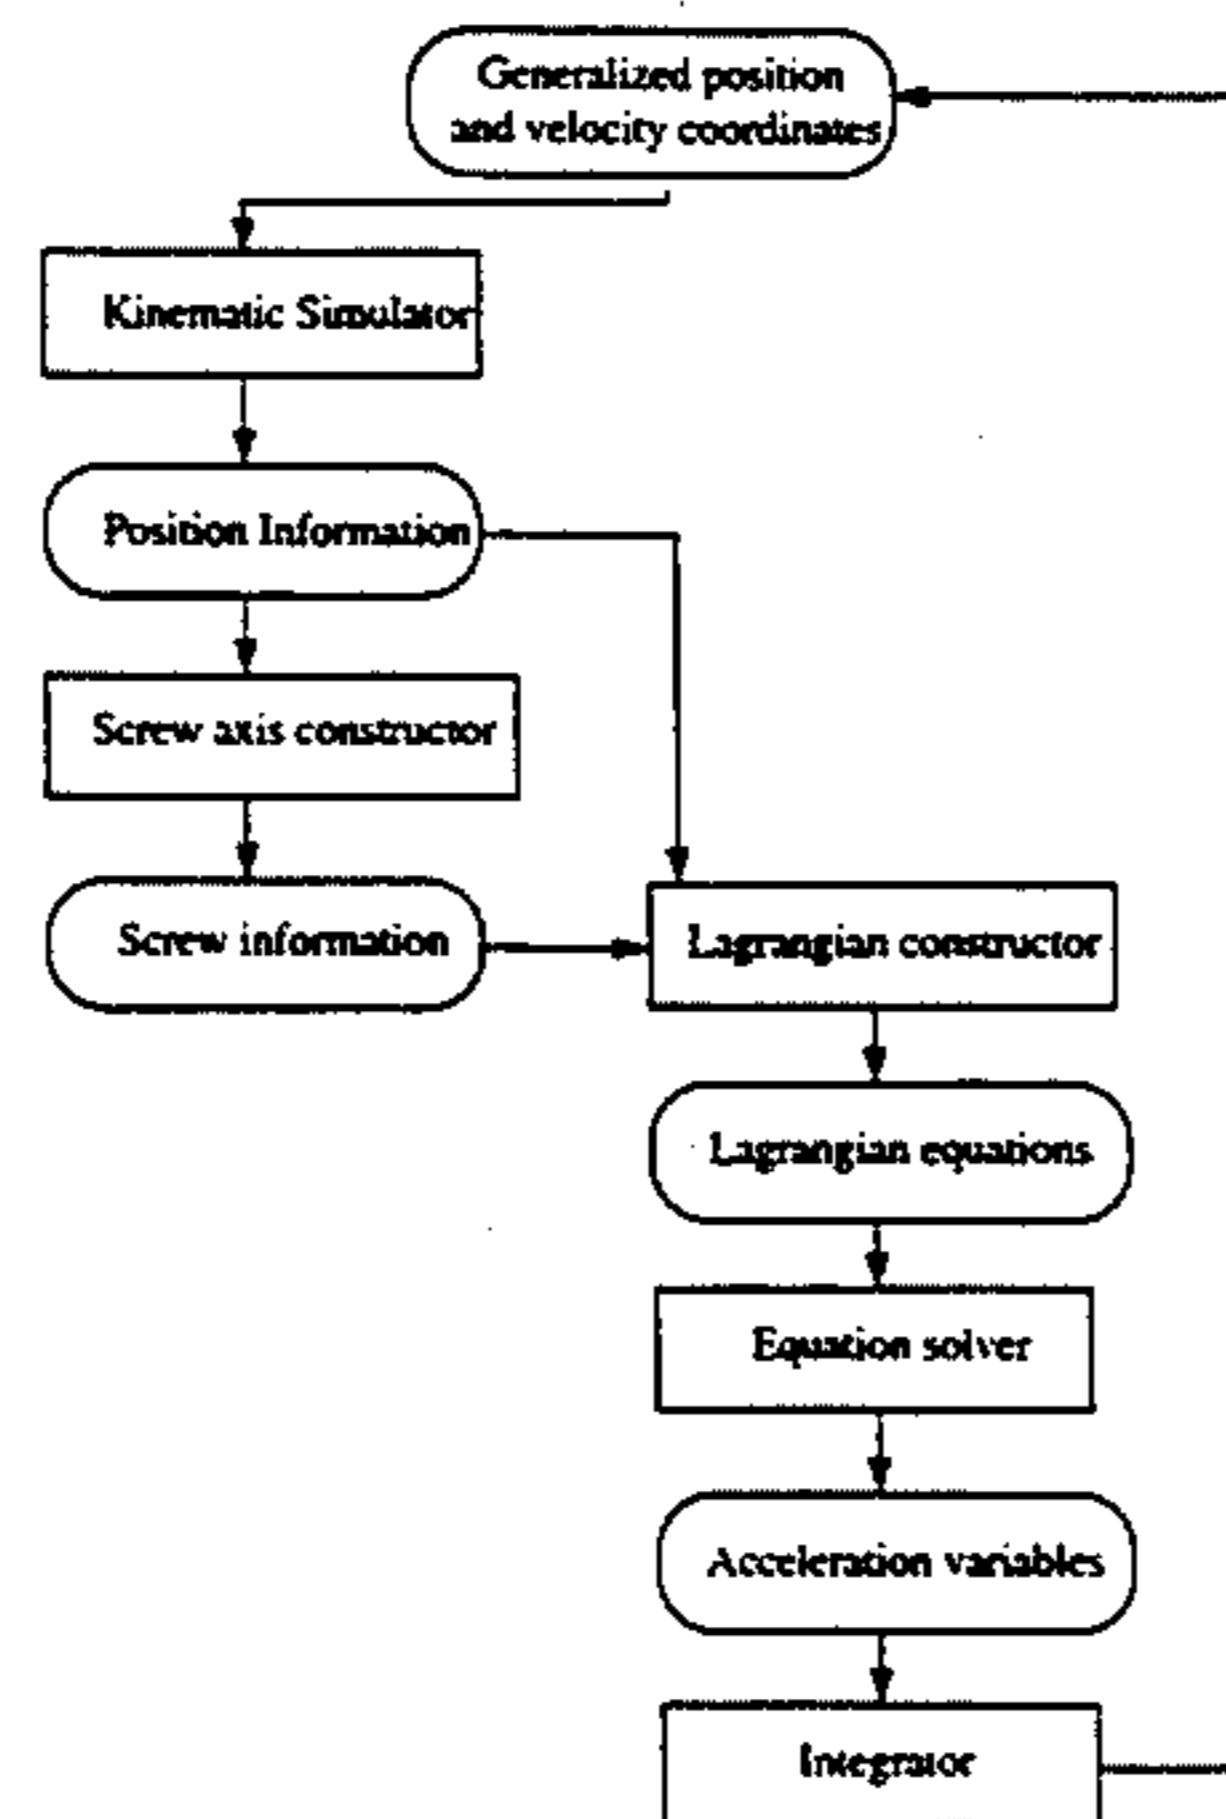 Generalized position
and velocity coordinates
Kinematic Simulator
Position Information
Screw axis constructor
Screw information
Lagrangian constructor
Lagrangian equations
Equation solver
Acceleration variables
Integrator